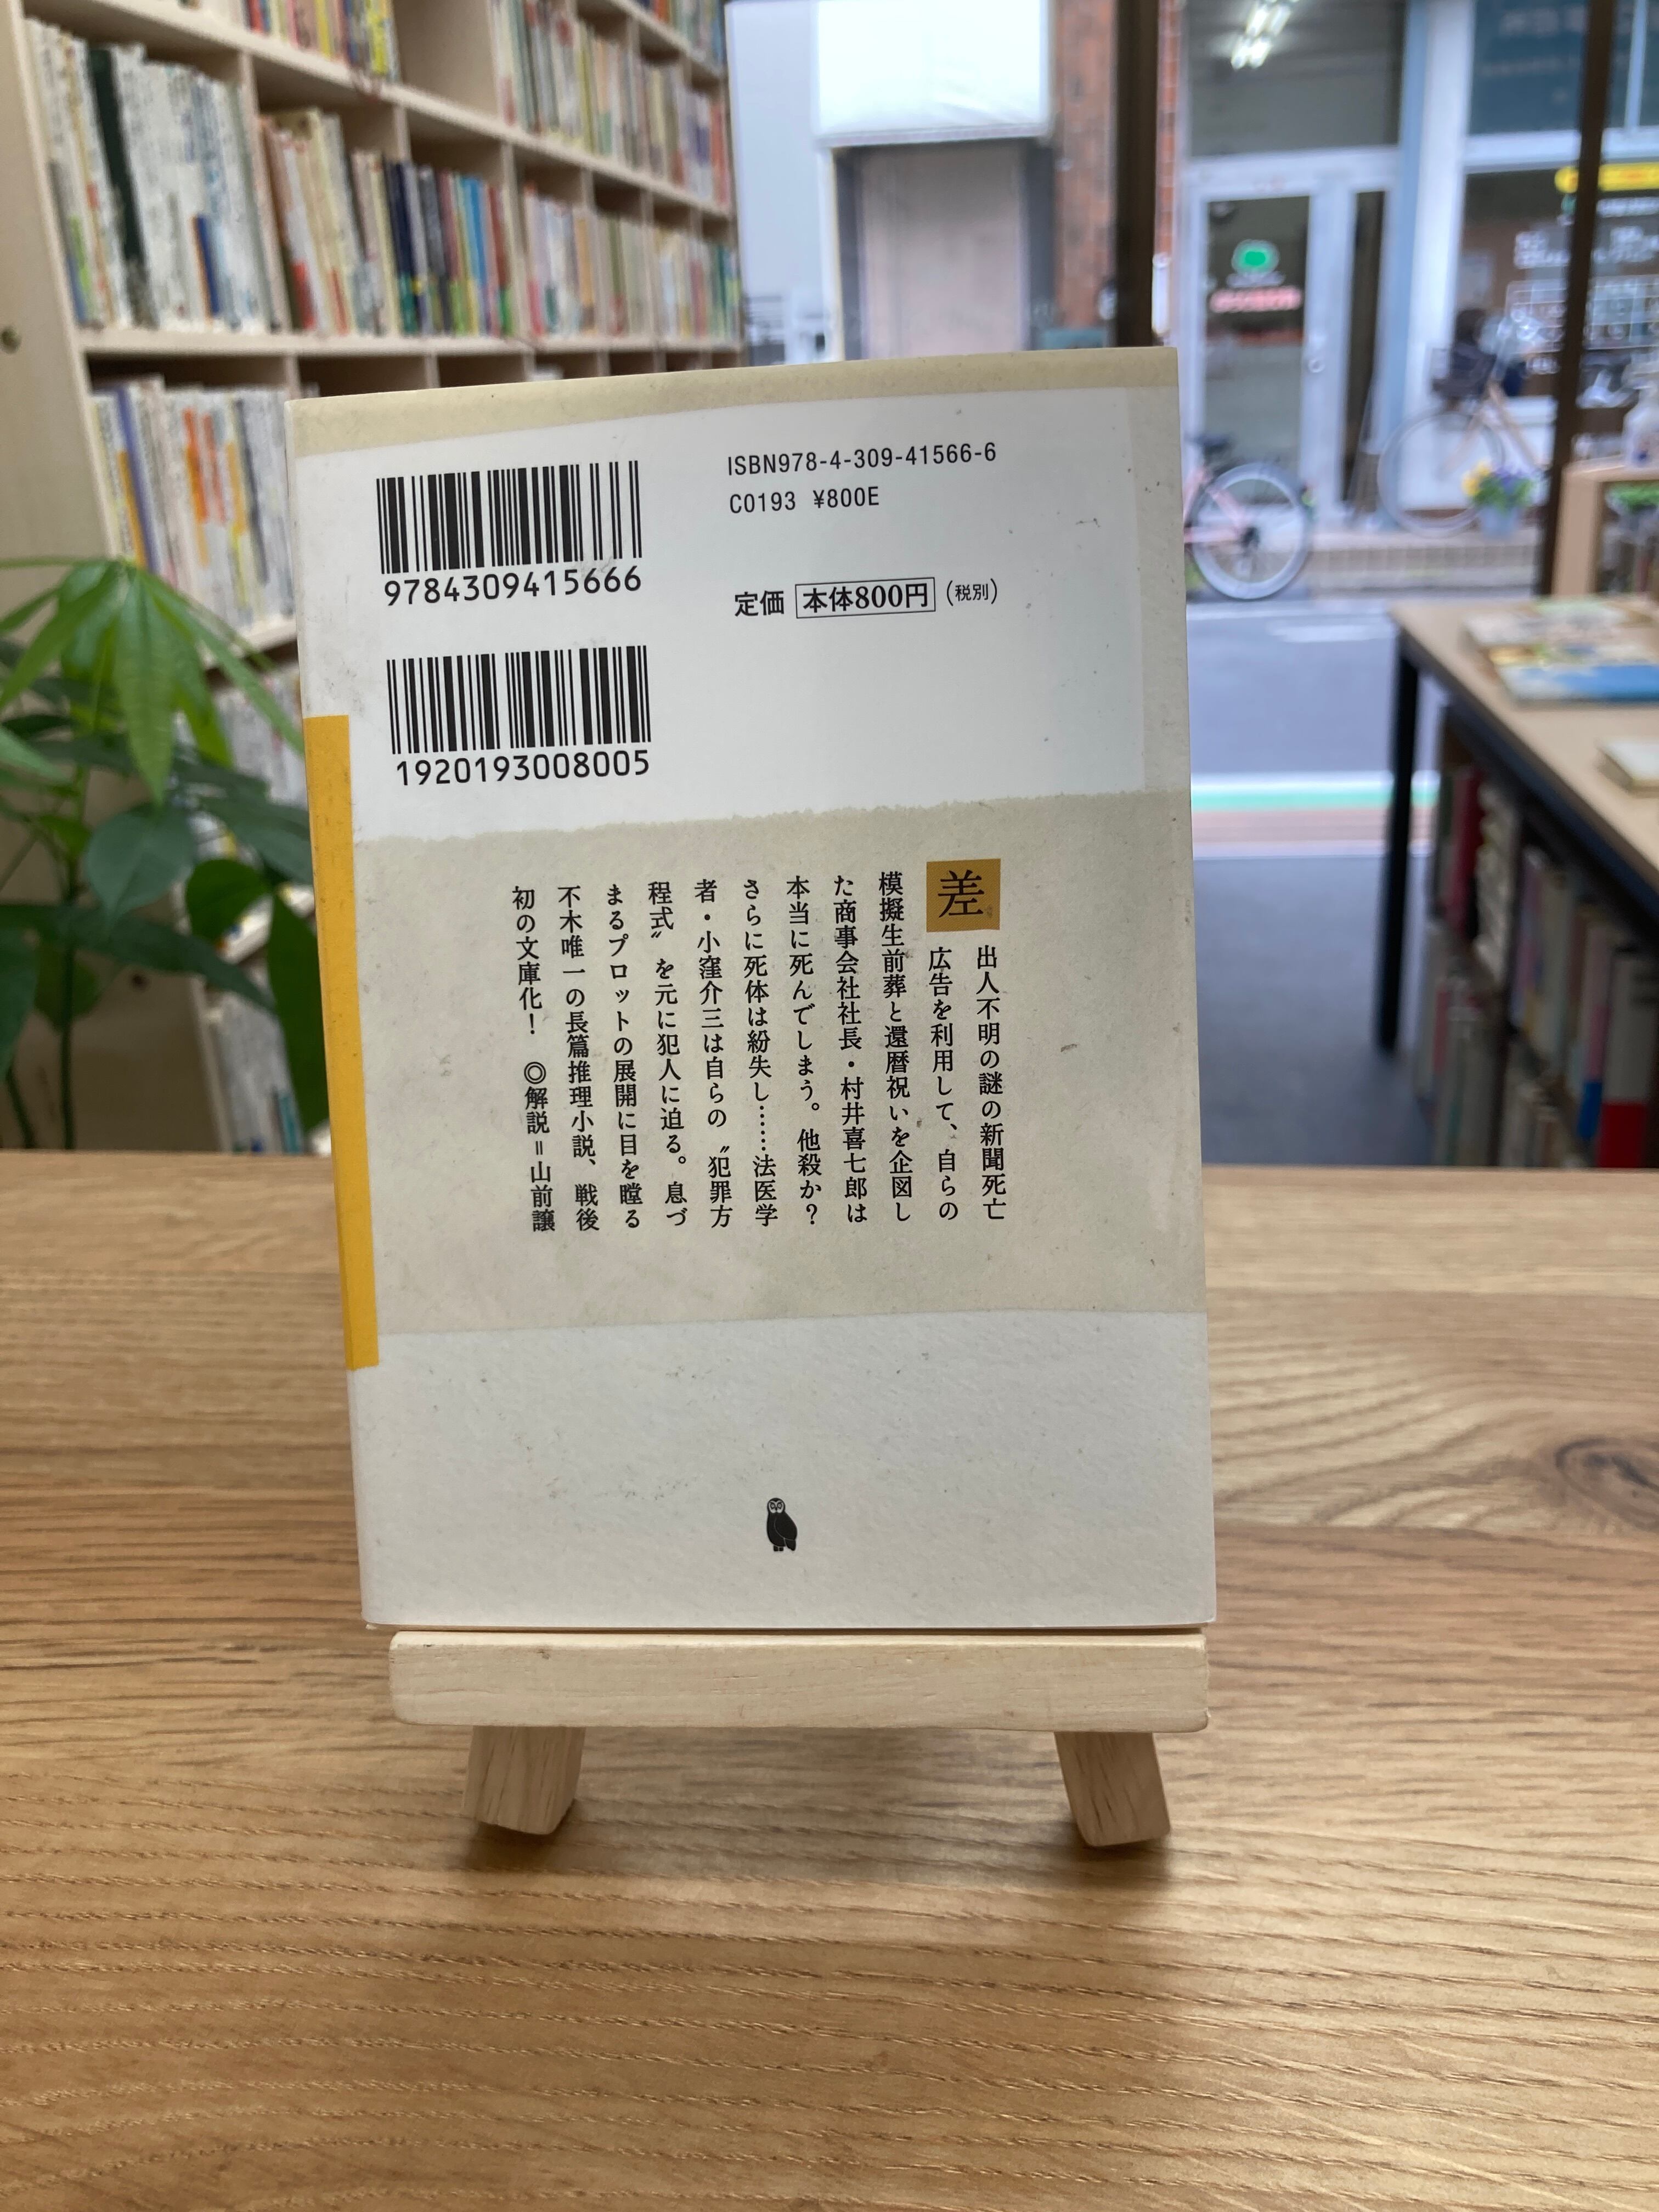 ISBN978-4-309-41566-6
C0193 ¥800E
9784309415666
定価 本体800円 (税別)
1920193008005
差出人不明の謎の新聞死亡
広告を利用して、自らの
模擬生前葬と還暦祝いを企図し
た商事会社社長・村井喜七郎は
本当に死んでしまう。他殺か?
さらに死体は紛失し……法医学
者・小窪介三は自らの〝犯罪方
程式〟を元に犯人に迫る。息づ
まるプロットの展開に目を瞠る
不木唯一の長篇推理小説、戦後
初の文庫化! ◎解説=山前譲